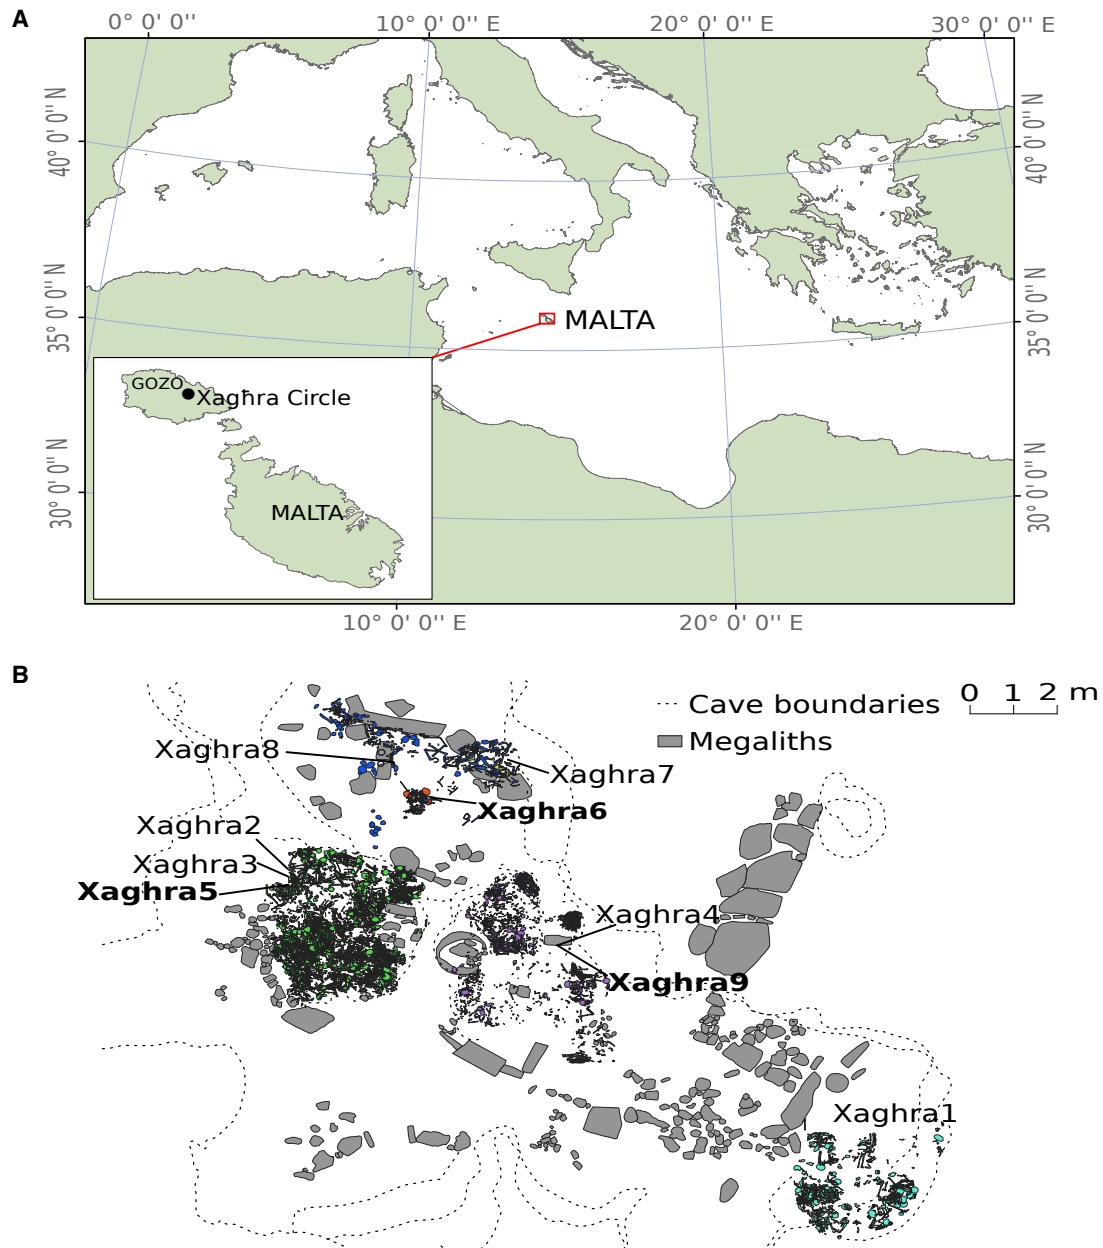 A
0° 0' 0''
10° 0' 0'' E
20° 0' 0'' E
30° 0' 0'' E
40° 0' 0'' N
40° 0' 0'' N
35° 0' 0'' N
35° 0' 0'' N
30° 0' 0'' N
30° 0' 0'' N
MALTA
GOZO
Xagħra Circle
MALTA
10° 0' 0'' E
20° 0' 0'' E
B
Cave boundaries
0 1 2 m
Megaliths
Xaghra8
Xaghra7
Xaghra6
Xaghra2
Xaghra3
Xaghra5
Xaghra4
Xaghra9
Xaghra1